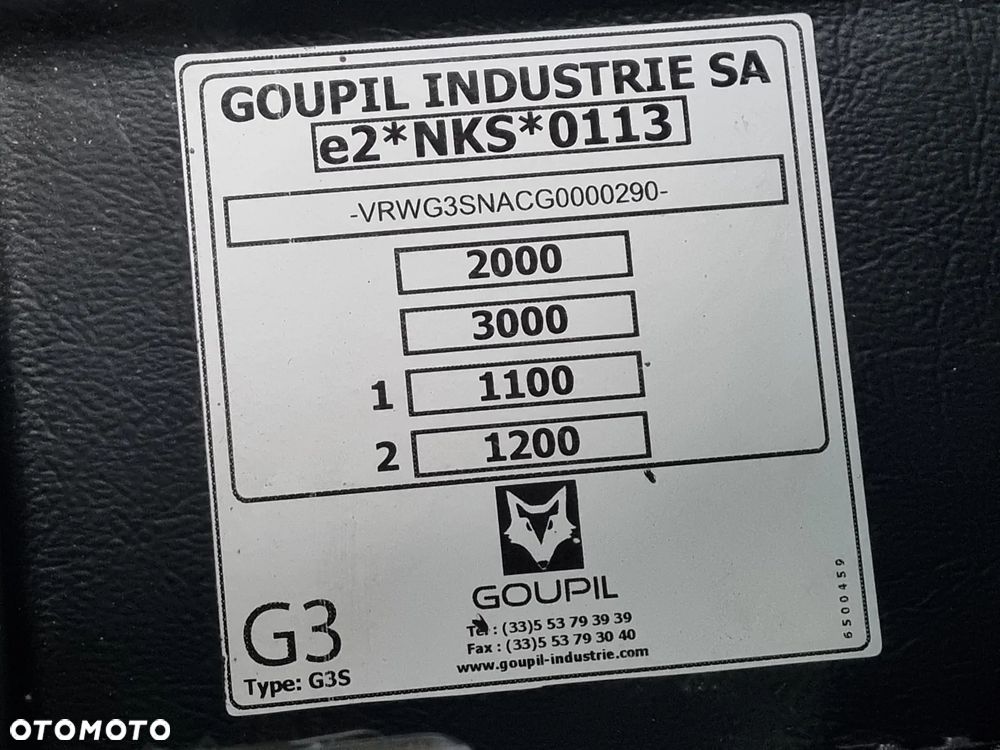 GOUPIL INDUSTRIE SA
e2*NKS*0113
-VRWG3SNACG0000290-
2000
3000
1 1100
2 1200
GOUPIL
Tel : (33)5 53 79 39 39
Fax : (33)5 53 79 30 40
www.goupil-industrie.com
G3
Type: G3S
6500459
OTOMOTO